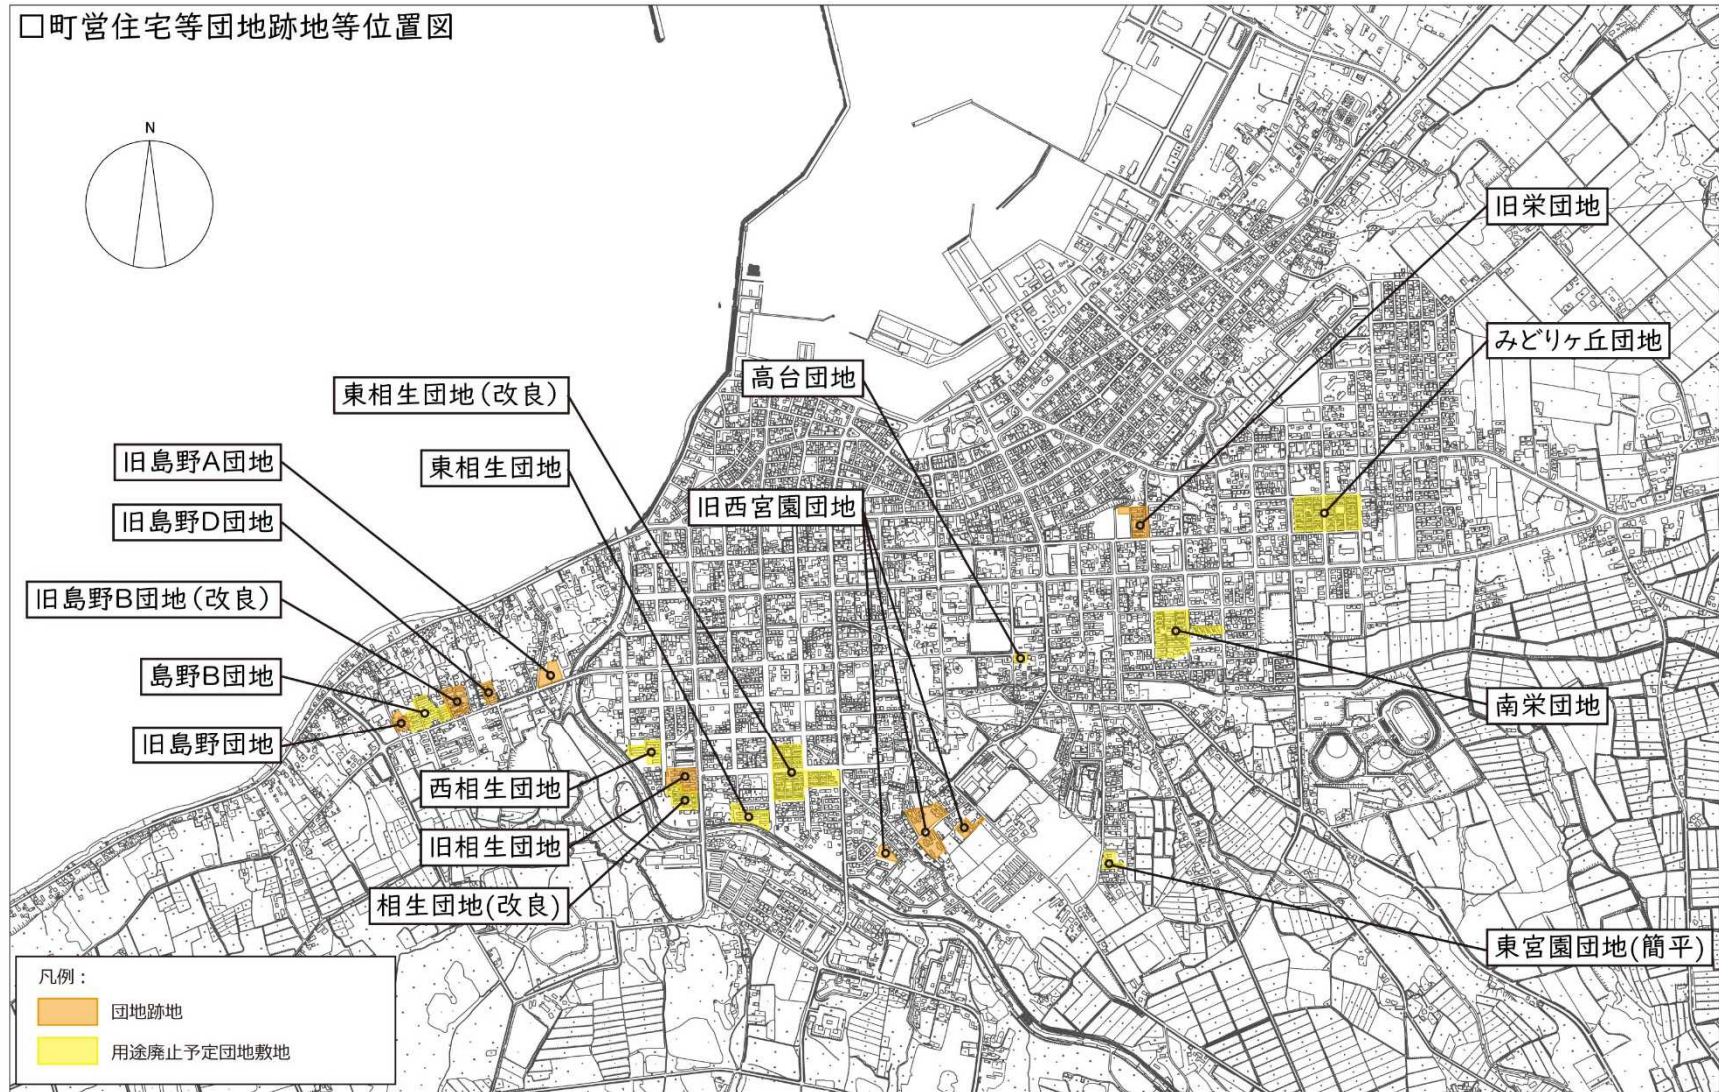 □町営住宅等団地跡地等位置図
N
旧栄団地
みどりヶ丘団地
高台団地
東相生団地(改良)
旧島野A団地
東相生団地
旧西宮園団地
旧島野D団地
旧島野B団地(改良)
島野B団地
旧島野団地
南栄団地
西相生団地
旧相生団地
相生団地(改良)
東宮園団地(簡平)
凡例:
団地跡地
用途廃止予定団地敷地